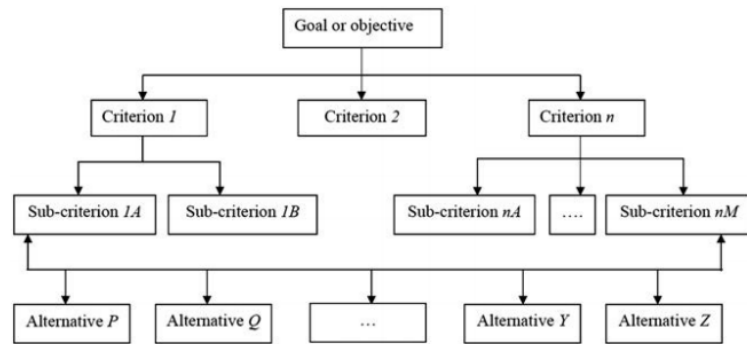 Goal or objective
Criterion 1
Criterion 2
Criterion n
Sub-criterion 1A
Sub-criterion 1B
Sub-criterion nA
....
Sub-criterion nM
Alternative P
Alternative Q
...
Alternative Y
Alternative Z